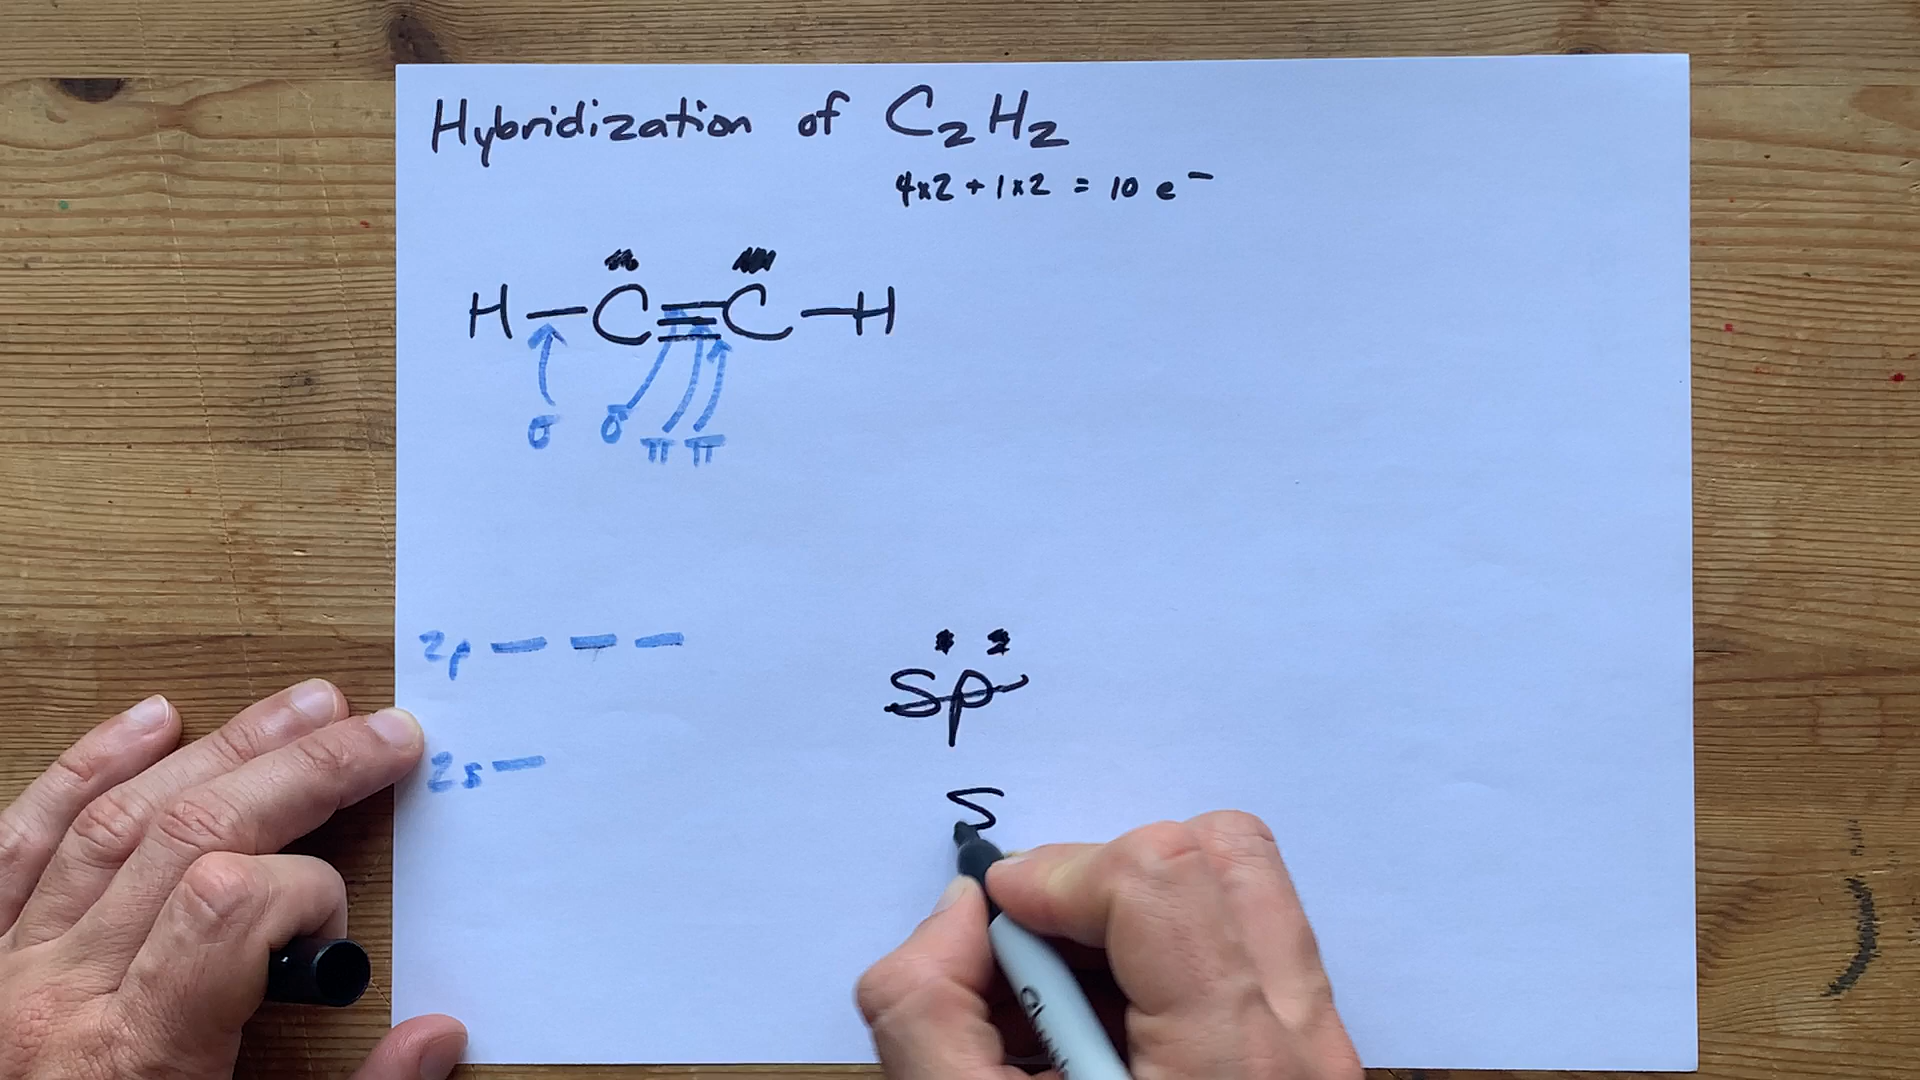 Hybridization of C₂H₂
4x2 + 1x2 = 10 e⁻
H—C≡C—H
σ σ π π
2p
sp
2s
S